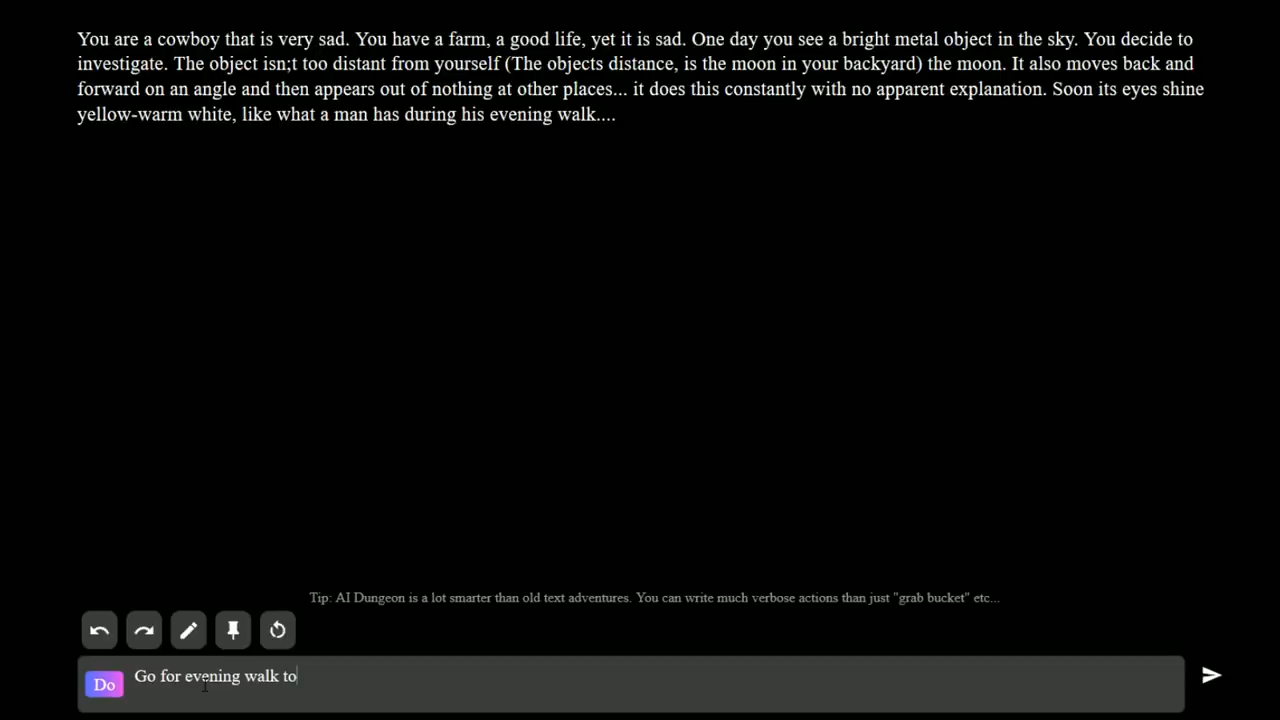 You are a cowboy that is very sad. You have a farm, a good life, yet it is sad. One day you see a bright metal object in the sky. You decide to
investigate. The object isn;t too distant from yourself (The objects distance, is the moon in your backyard) the moon. It also moves back and
forward on an angle and then appears out of nothing at other places... it does this constantly with no apparent explanation. Soon its eyes shine
yellow-warm white, like what a man has during his evening walk....
Tip: AI Dungeon is a lot smarter than old text adventures. You can write much verbose actions than just "grab bucket" etc...
Do Go for evening walk to